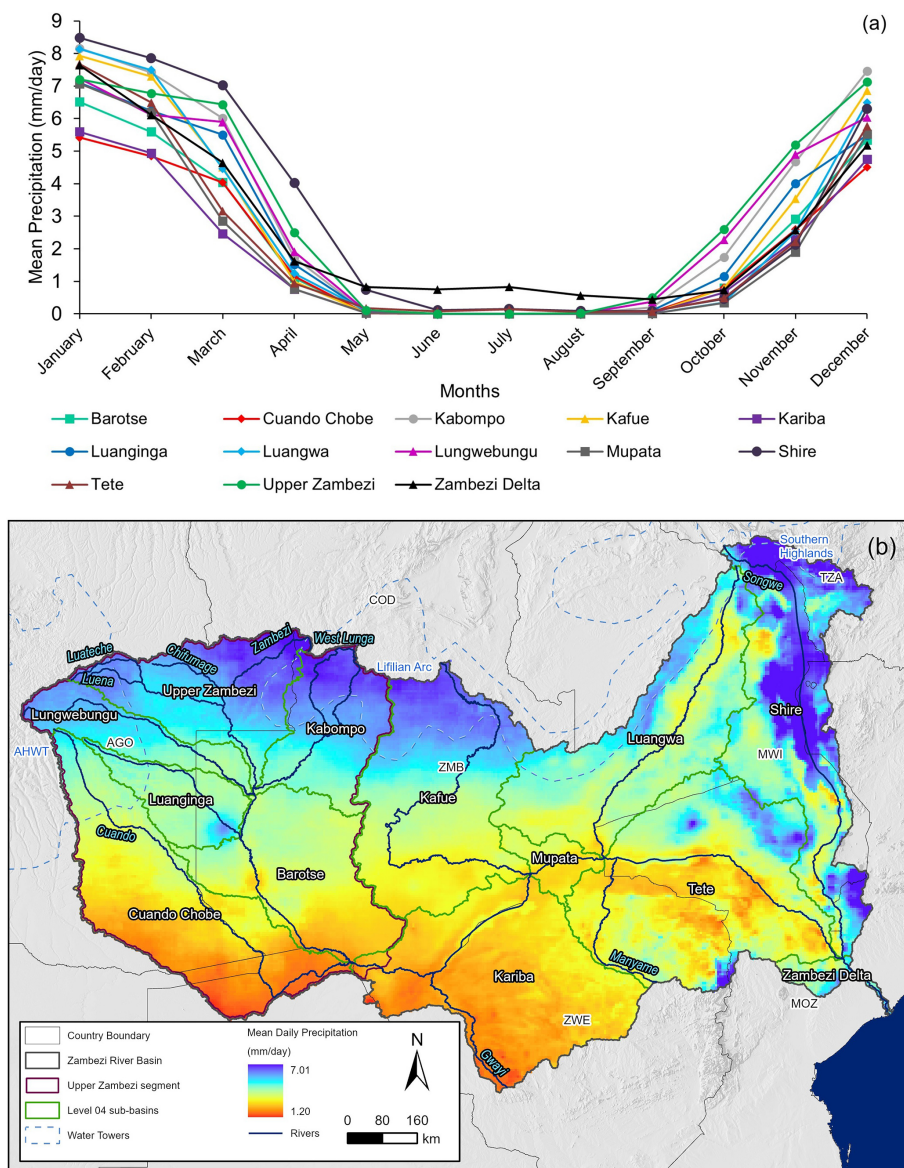 (a)
Mean Precipitation (mm/day)
9
8
7
6
5
4
3
2
1
0
January February March April May June July August September October November December
Months
Barotse Cuando Chobe Kabompo Kafue Kariba
Luanginga Luangwa Lungwebungu Mupata Shire
Tete Upper Zambezi Zambezi Delta
(b)
Southern
Highlands
TZA
Songwe
COD
Luateche
Chifumage
Zambezi
West Lunga
Lifilian Arc
Luena
Upper Zambezi
Lungwebungu
Kabompo
Shire
Luangwa
AHWT
AGO
ZMB
MWI
Luanginga
Kafue
Cuando
Mupata
Barotse
Tete
Cuando Chobe
Manyame
Kariba
Zambezi Delta
MOZ
ZWE
Gwayi
Country Boundary
Zambezi River Basin
Upper Zambezi segment
Level 04 sub-basins
Water Towers
Mean Daily Precipitation
(mm/day)
7.01
1.20
Rivers
N
0 80 160
km